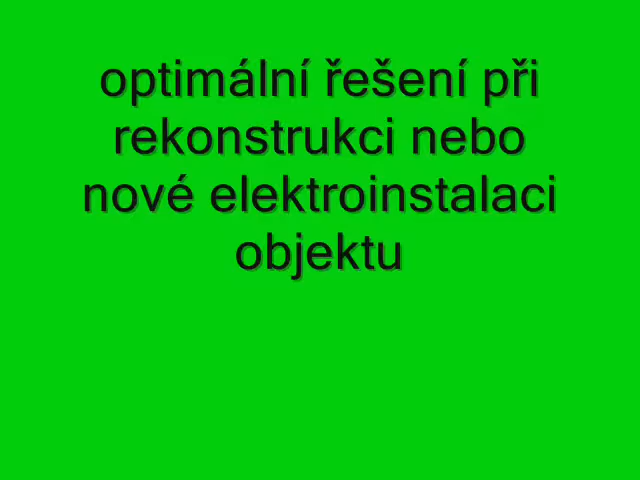 optimální řešení při
rekonstrukci nebo
nové elektroinstalaci
objektu